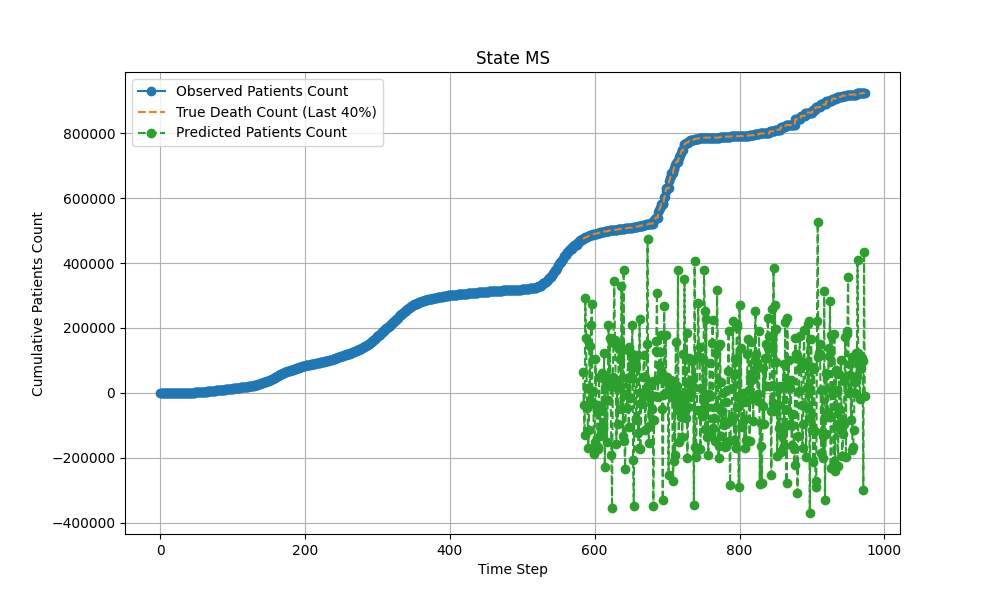 State MS
Observed Patients Count
True Death Count (Last 40%)
Predicted Patients Count
Cumulative Patients Count
800000
600000
400000
200000
0
−200000
−400000
0 200 400 600 800 1000
Time Step